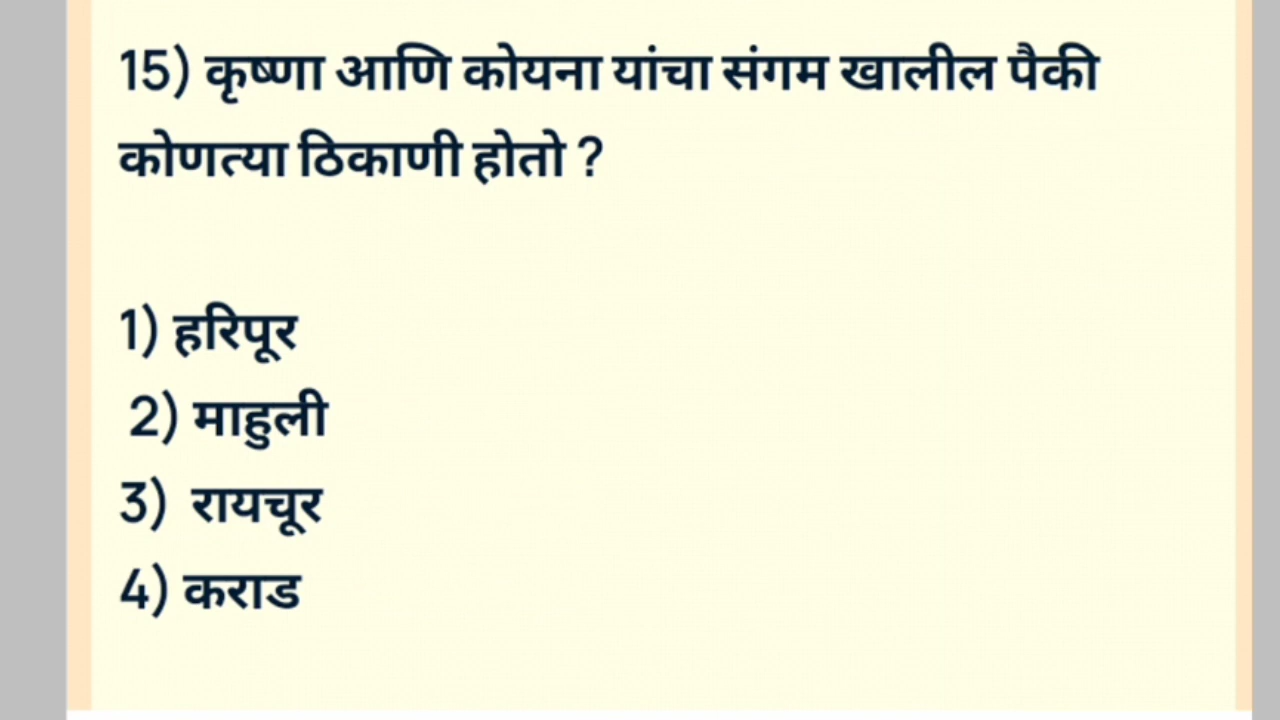 15) कृष्णा आणि कोयना यांचा संगम खालील पैकी
कोणत्या ठिकाणी होतो ?
1) हरिपूर
2) माहुली
3) रायचूर
4) कराड